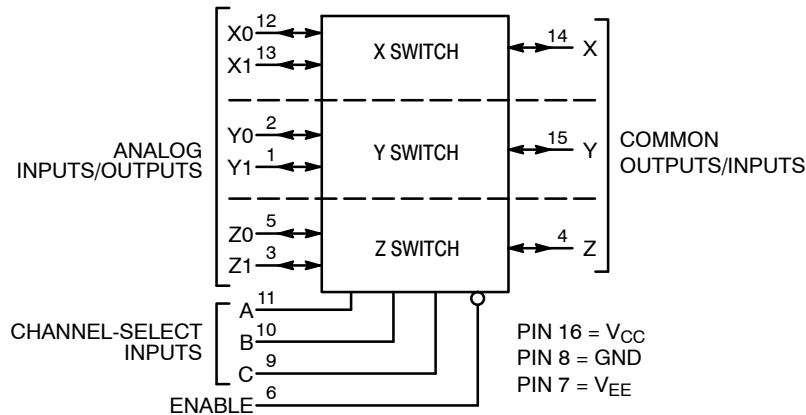 X0 12
X1 13
X SWITCH
14 X
Y0 2
Y1 1
Y SWITCH
15 Y
Z0 5
Z1 3
Z SWITCH
4 Z
ANALOG
INPUTS/OUTPUTS
COMMON
OUTPUTS/INPUTS
A 11
B 10
C 9
CHANNEL-SELECT
INPUTS
ENABLE 6
PIN 16 = VCC
PIN 8 = GND
PIN 7 = VEE